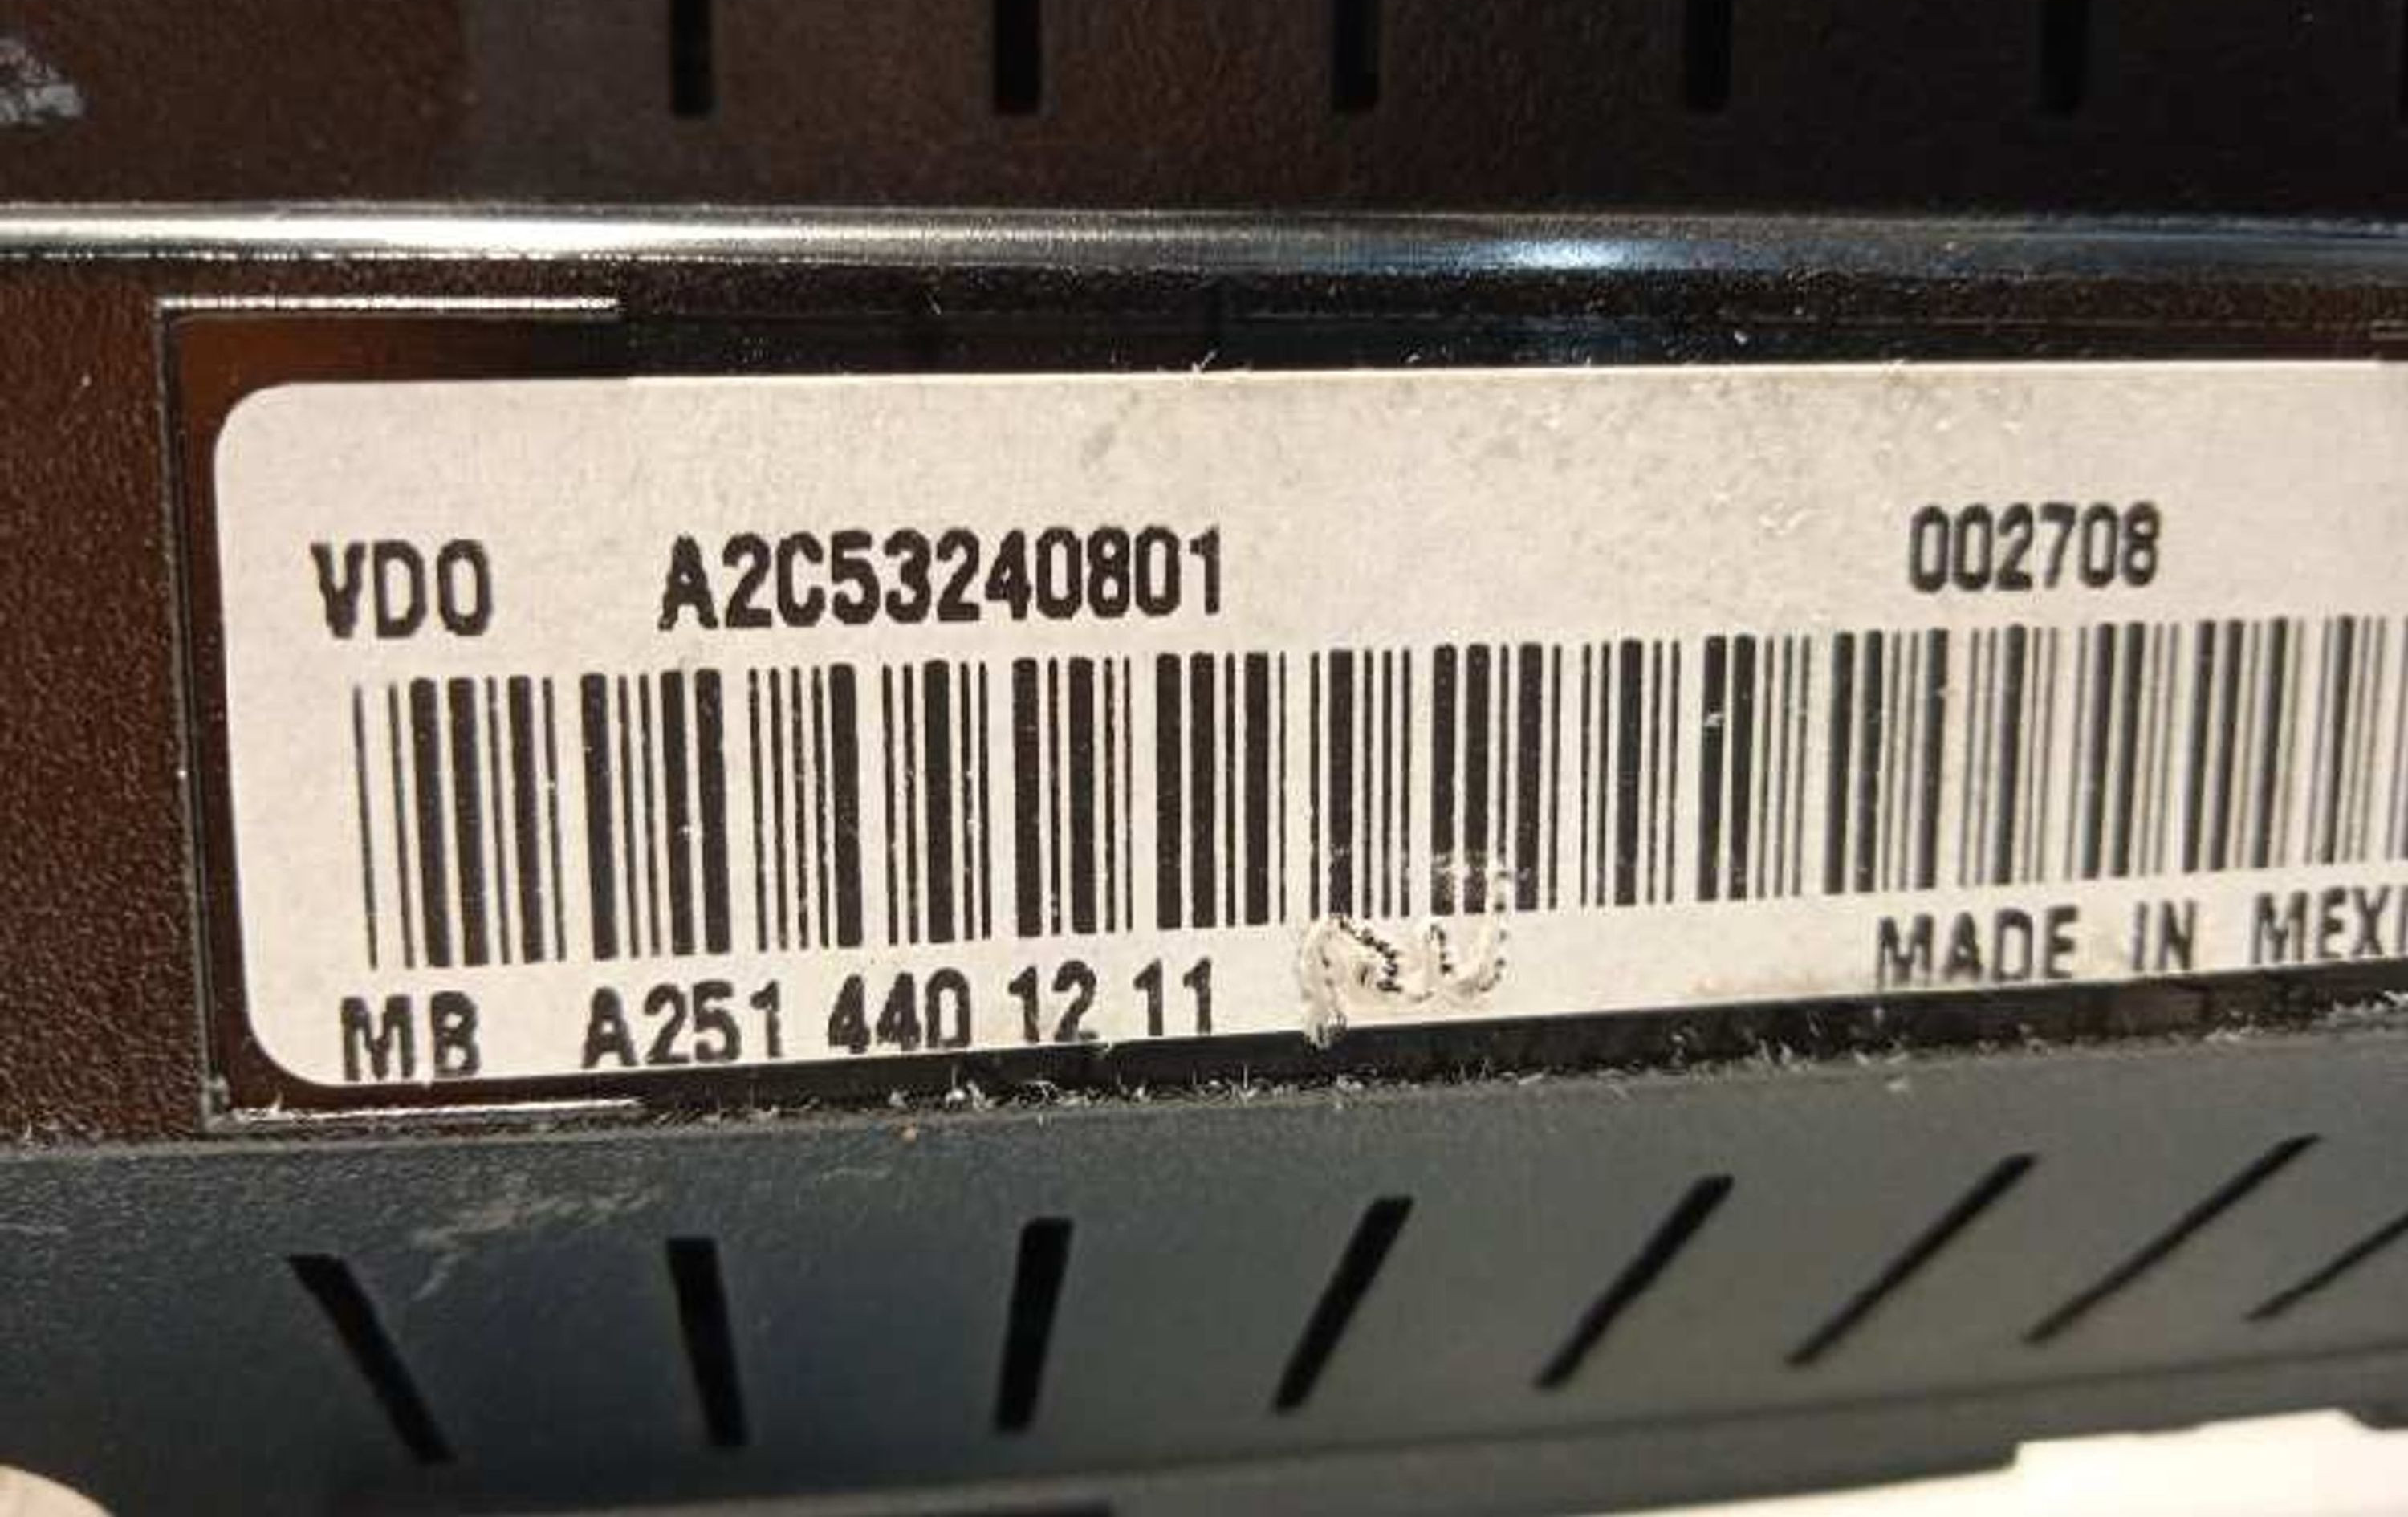 VDO A2C53240801 002708
MB A251 440 12 11 MADE IN MEXI